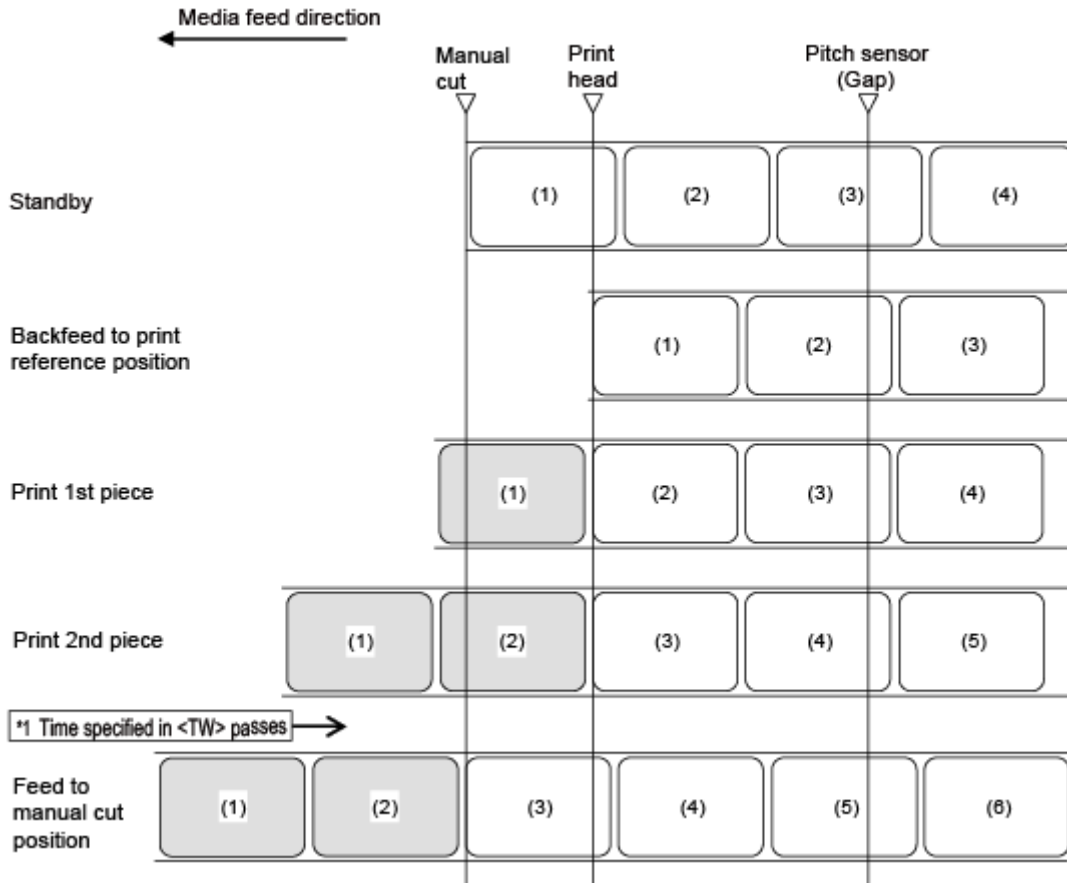 Media feed direction
Manual
cut
Print
head
Pitch sensor
(Gap)
Standby
(1)
(2)
(3)
(4)
Backfeed to print
reference position
(1)
(2)
(3)
Print 1st piece
(1)
(2)
(3)
(4)
Print 2nd piece
(1)
(2)
(3)
(4)
(5)
*1 Time specified in <TW> passes
Feed to
manual cut
position
(1)
(2)
(3)
(4)
(5)
(6)